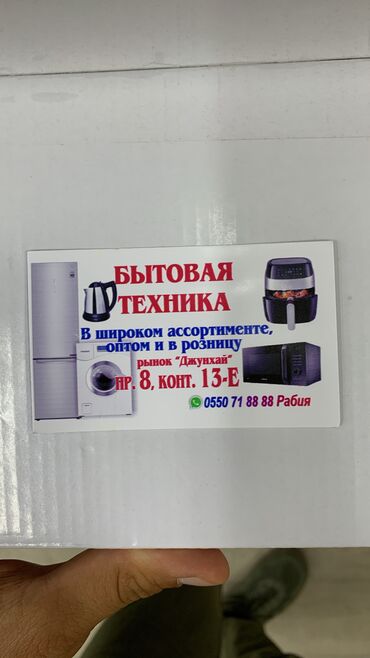 БЫТОВАЯ
ТЕХНИКА
В широком ассортименте,
оптом и в розницу
рынок "Джунхай"
пр. 8, конт. 13-Е
0550 71 88 88 Рабия